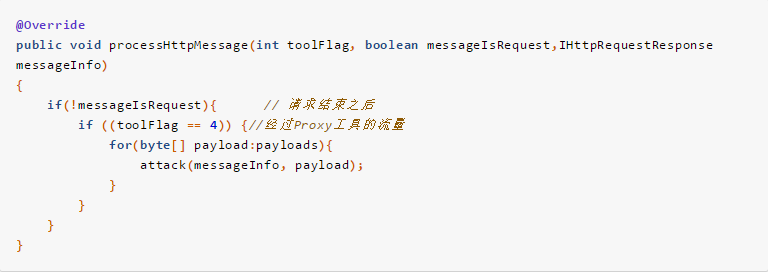 @Override
public void processHttpMessage(int toolFlag, boolean messageIsRequest,IHttpRequestResponse
messageInfo)
{
    if(!messageIsRequest){      // 请求结束之后
        if ((toolFlag == 4)) {//经过Proxy工具的流量
            for(byte[] payload:payloads){
                attack(messageInfo, payload);
            }
        }
    }
}